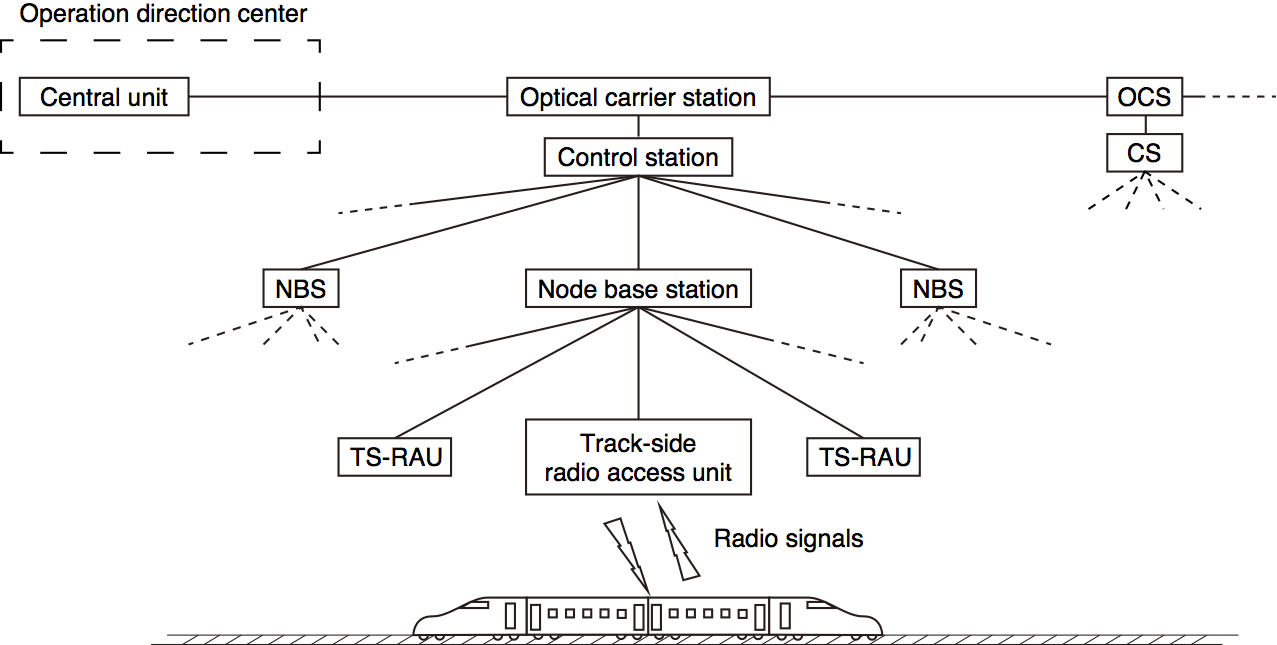 Operation direction center
Central unit
Optical carrier station
OCS
Control station
CS
NBS
Node base station
NBS
TS-RAU
Track-side
radio access unit
TS-RAU
Radio signals